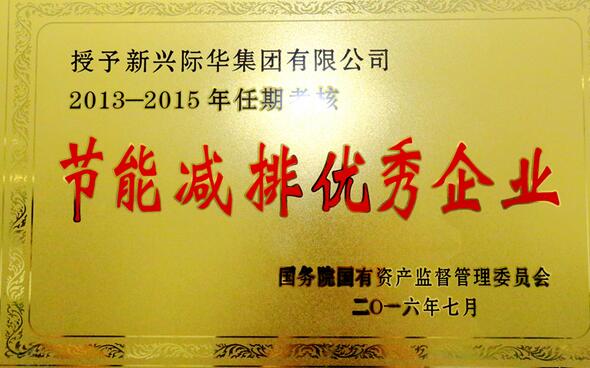 授予新兴际华集团有限公司
2013—2015年任期考核
节能减排优秀企业
国务院国有资产监督管理委员会
二〇一六年七月